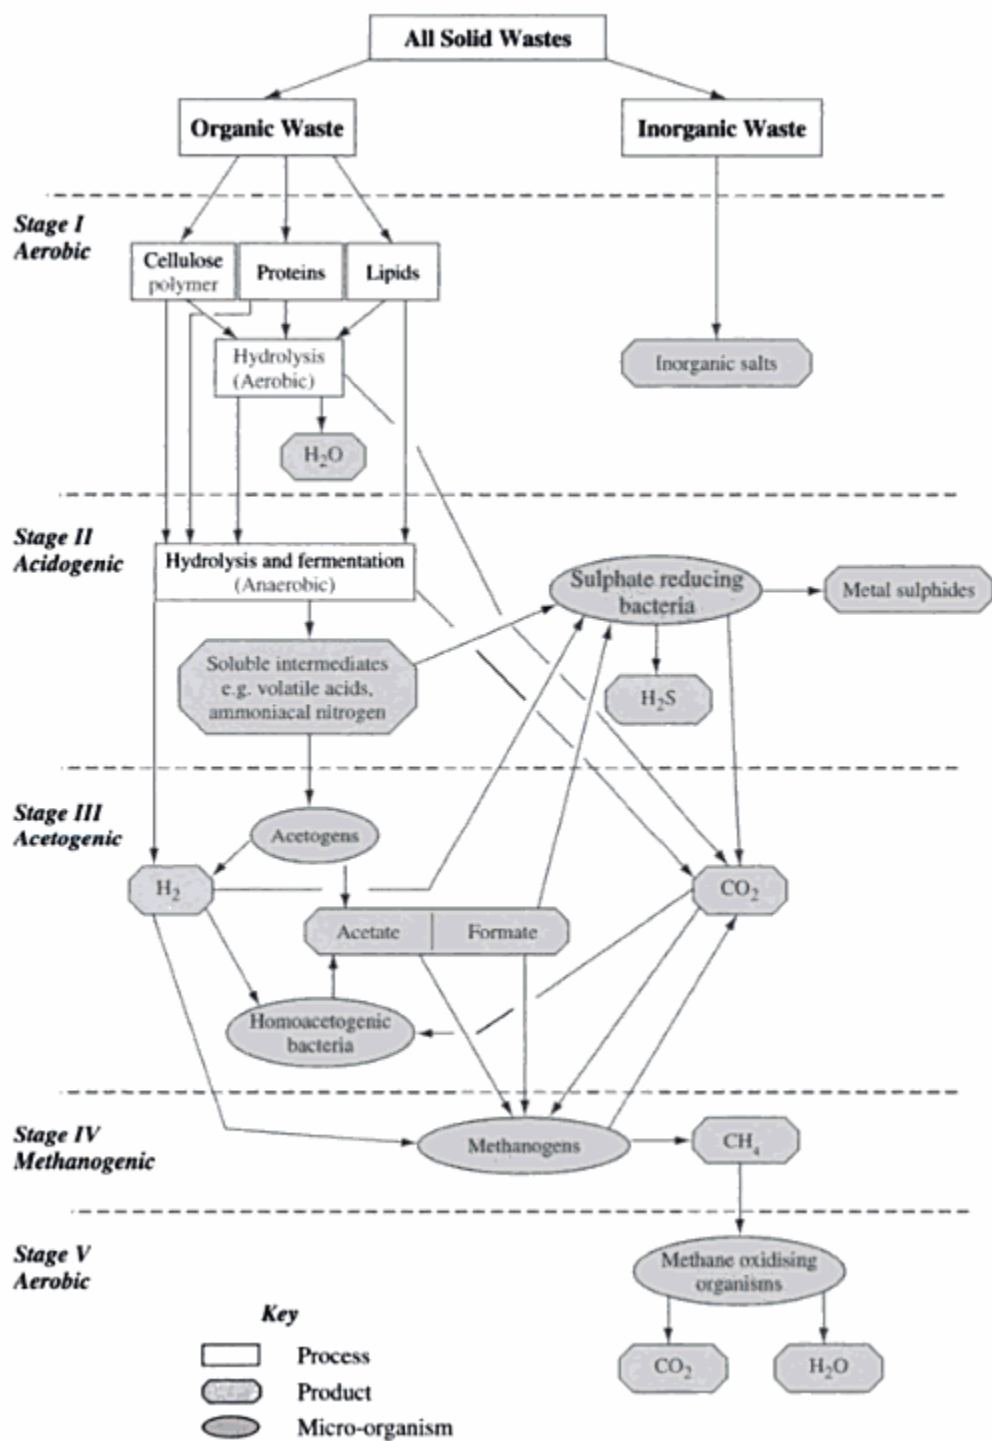 All Solid Wastes
Organic Waste
Inorganic Waste
Stage I
Aerobic
Cellulose
polymer
Proteins
Lipids
Hydrolysis
(Aerobic)
Inorganic salts
H₂O
Stage II
Acidogenic
Hydrolysis and fermentation
(Anaerobic)
Sulphate reducing
bacteria
Metal sulphides
Soluble intermediates
e.g. volatile acids,
ammoniacal nitrogen
H₂S
Stage III
Acetogenic
Acetogens
H₂
CO₂
Acetate
Formate
Homoacetogenic
bacteria
Stage IV
Methanogenic
Methanogens
CH₄
Stage V
Aerobic
Methane oxidising
organisms
CO₂
H₂O
Key
Process
Product
Micro-organism